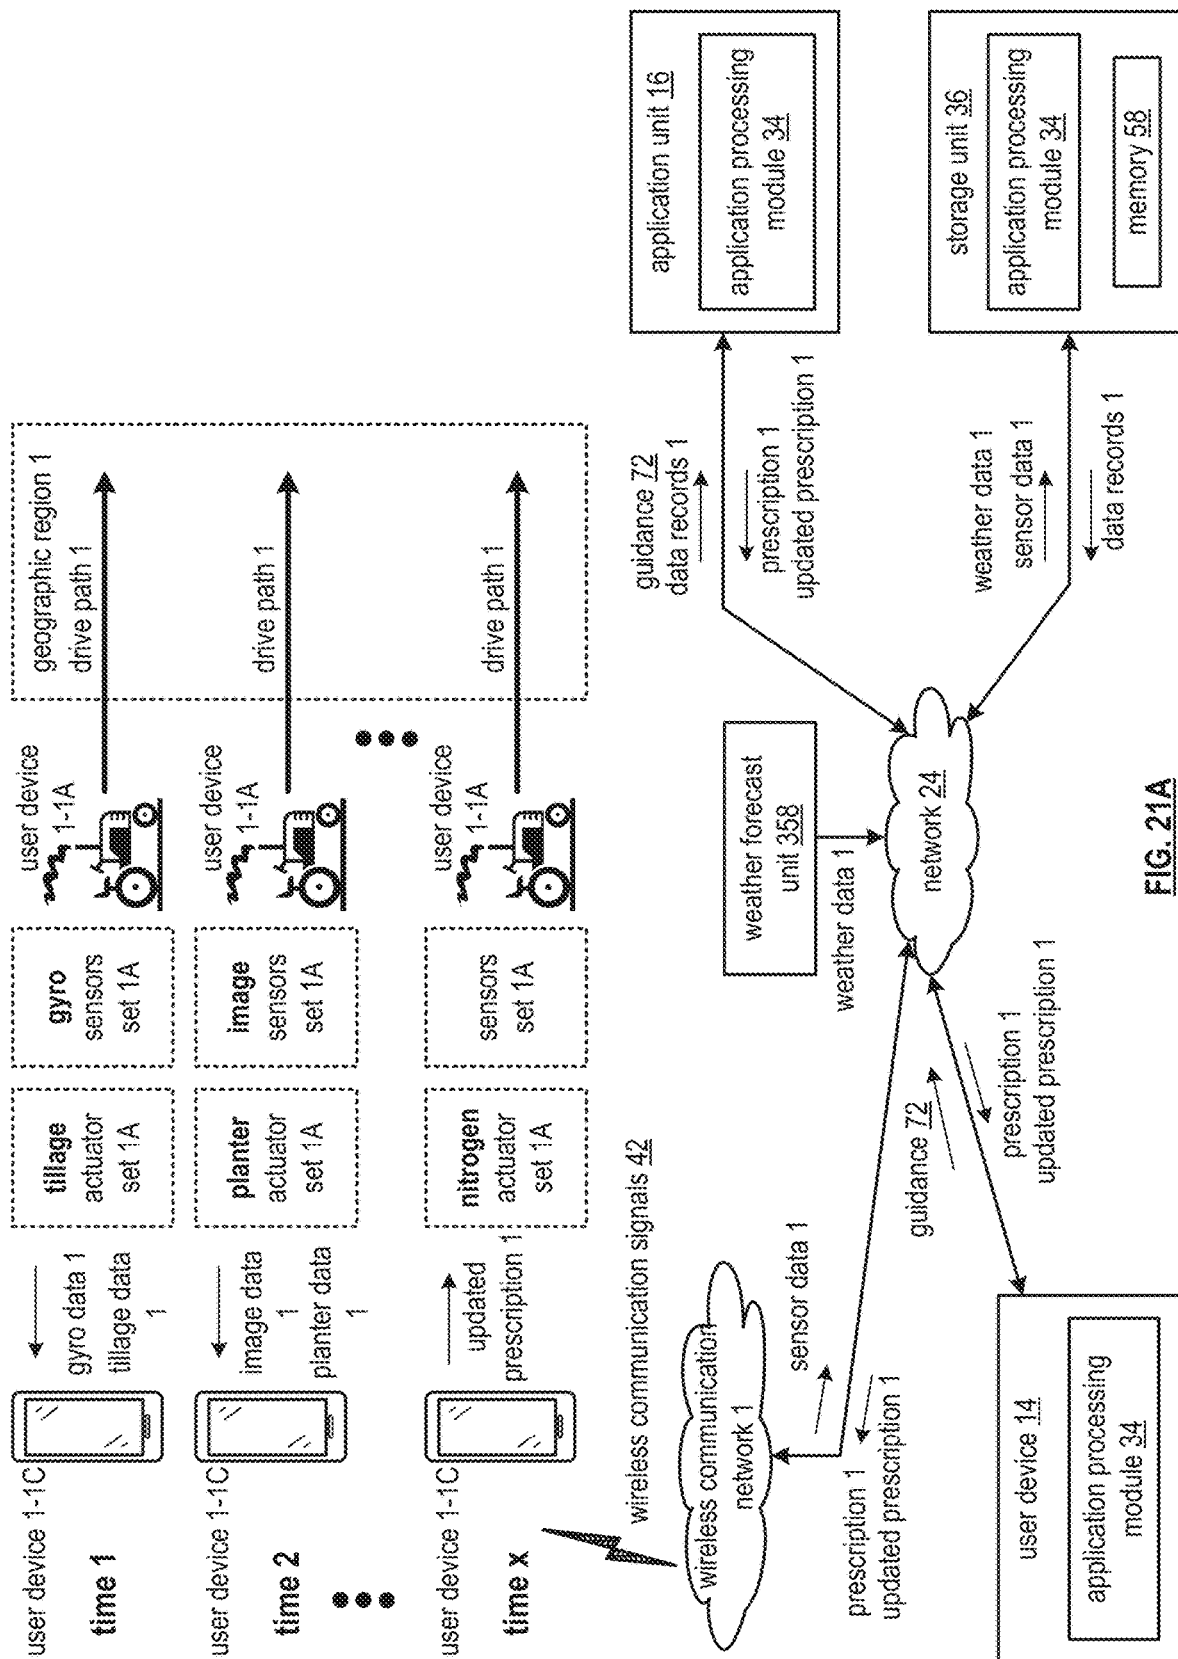 user device 1-1C
time 1
gyro data 1
tillage data
1
tillage
actuator
set 1A
gyro
sensors
set 1A
user device
1-1A
geographic region 1
drive path 1
user device 1-1C
time 2
image data
1
planter data
1
planter
actuator
set 1A
image
sensors
set 1A
user device
1-1A
drive path 1
user device 1-1C
time x
updated
prescription 1
nitrogen
actuator
set 1A
sensors
set 1A
user device
1-1A
drive path 1
wireless communication signals 42
wireless communication
network 1
sensor data 1
prescription 1
updated prescription 1
weather forecast
unit 358
weather data 1
guidance 72
data records 1
prescription 1
updated prescription 1
application unit 16
application processing
module 34
network 24
user device 14
application processing
module 34
guidance 72
prescription 1
updated prescription 1
weather data 1
sensor data 1
data records 1
storage unit 36
application processing
module 34
memory 58
FIG. 21A